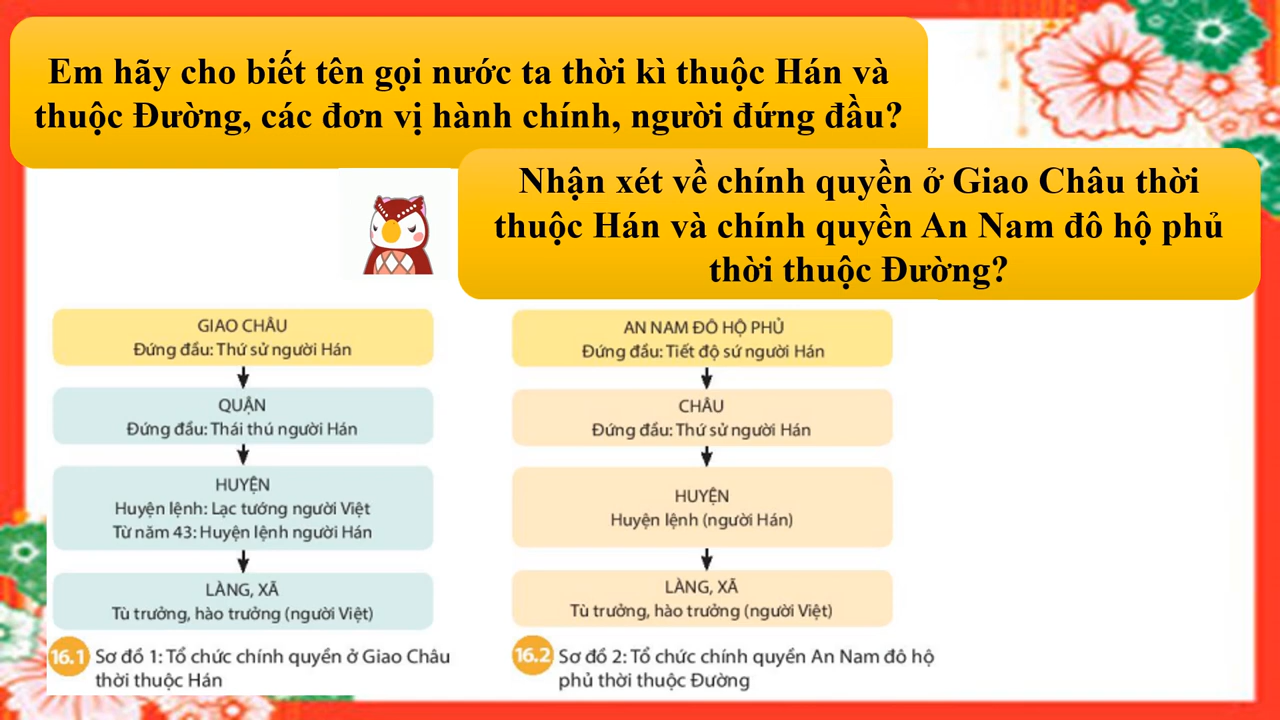 Em hãy cho biết tên gọi nước ta thời kì thuộc Hán và
thuộc Đường, các đơn vị hành chính, người đứng đầu?
Nhận xét về chính quyền ở Giao Châu thời
thuộc Hán và chính quyền An Nam đô hộ phủ
thời thuộc Đường?
GIAO CHÂU
Đứng đầu: Thứ sử người Hán
QUẬN
Đứng đầu: Thái thú người Hán
HUYỆN
Huyện lệnh: Lạc tướng người Việt
Từ năm 43: Huyện lệnh người Hán
LÀNG, XÃ
Tù trưởng, hào trưởng (người Việt)
16.1 Sơ đồ 1: Tổ chức chính quyền ở Giao Châu
thời thuộc Hán
AN NAM ĐÔ HỘ PHỦ
Đứng đầu: Tiết độ sứ người Hán
CHÂU
Đứng đầu: Thứ sử người Hán
HUYỆN
Huyện lệnh (người Hán)
LÀNG, XÃ
Tù trưởng, hào trưởng (người Việt)
16.2 Sơ đồ 2: Tổ chức chính quyền An Nam đô hộ
phủ thời thuộc Đường